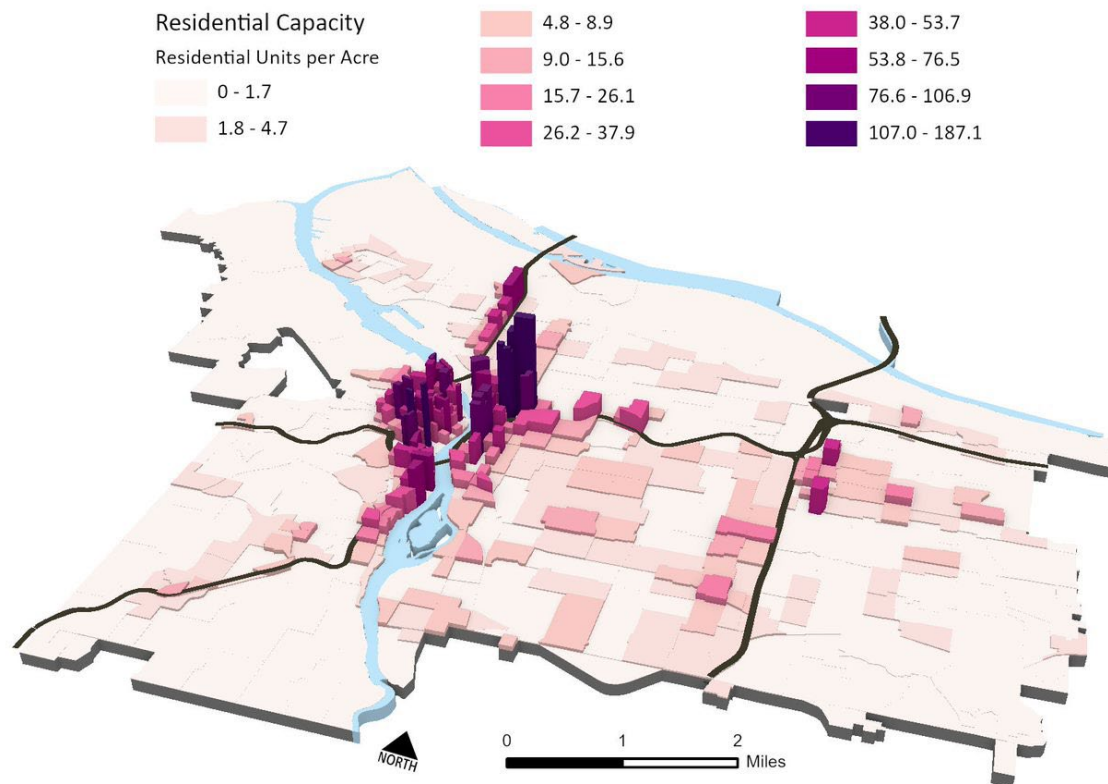 Residential Capacity
Residential Units per Acre
0 - 1.7
1.8 - 4.7
4.8 - 8.9
9.0 - 15.6
15.7 - 26.1
26.2 - 37.9
38.0 - 53.7
53.8 - 76.5
76.6 - 106.9
107.0 - 187.1
NORTH
0 1 2
Miles